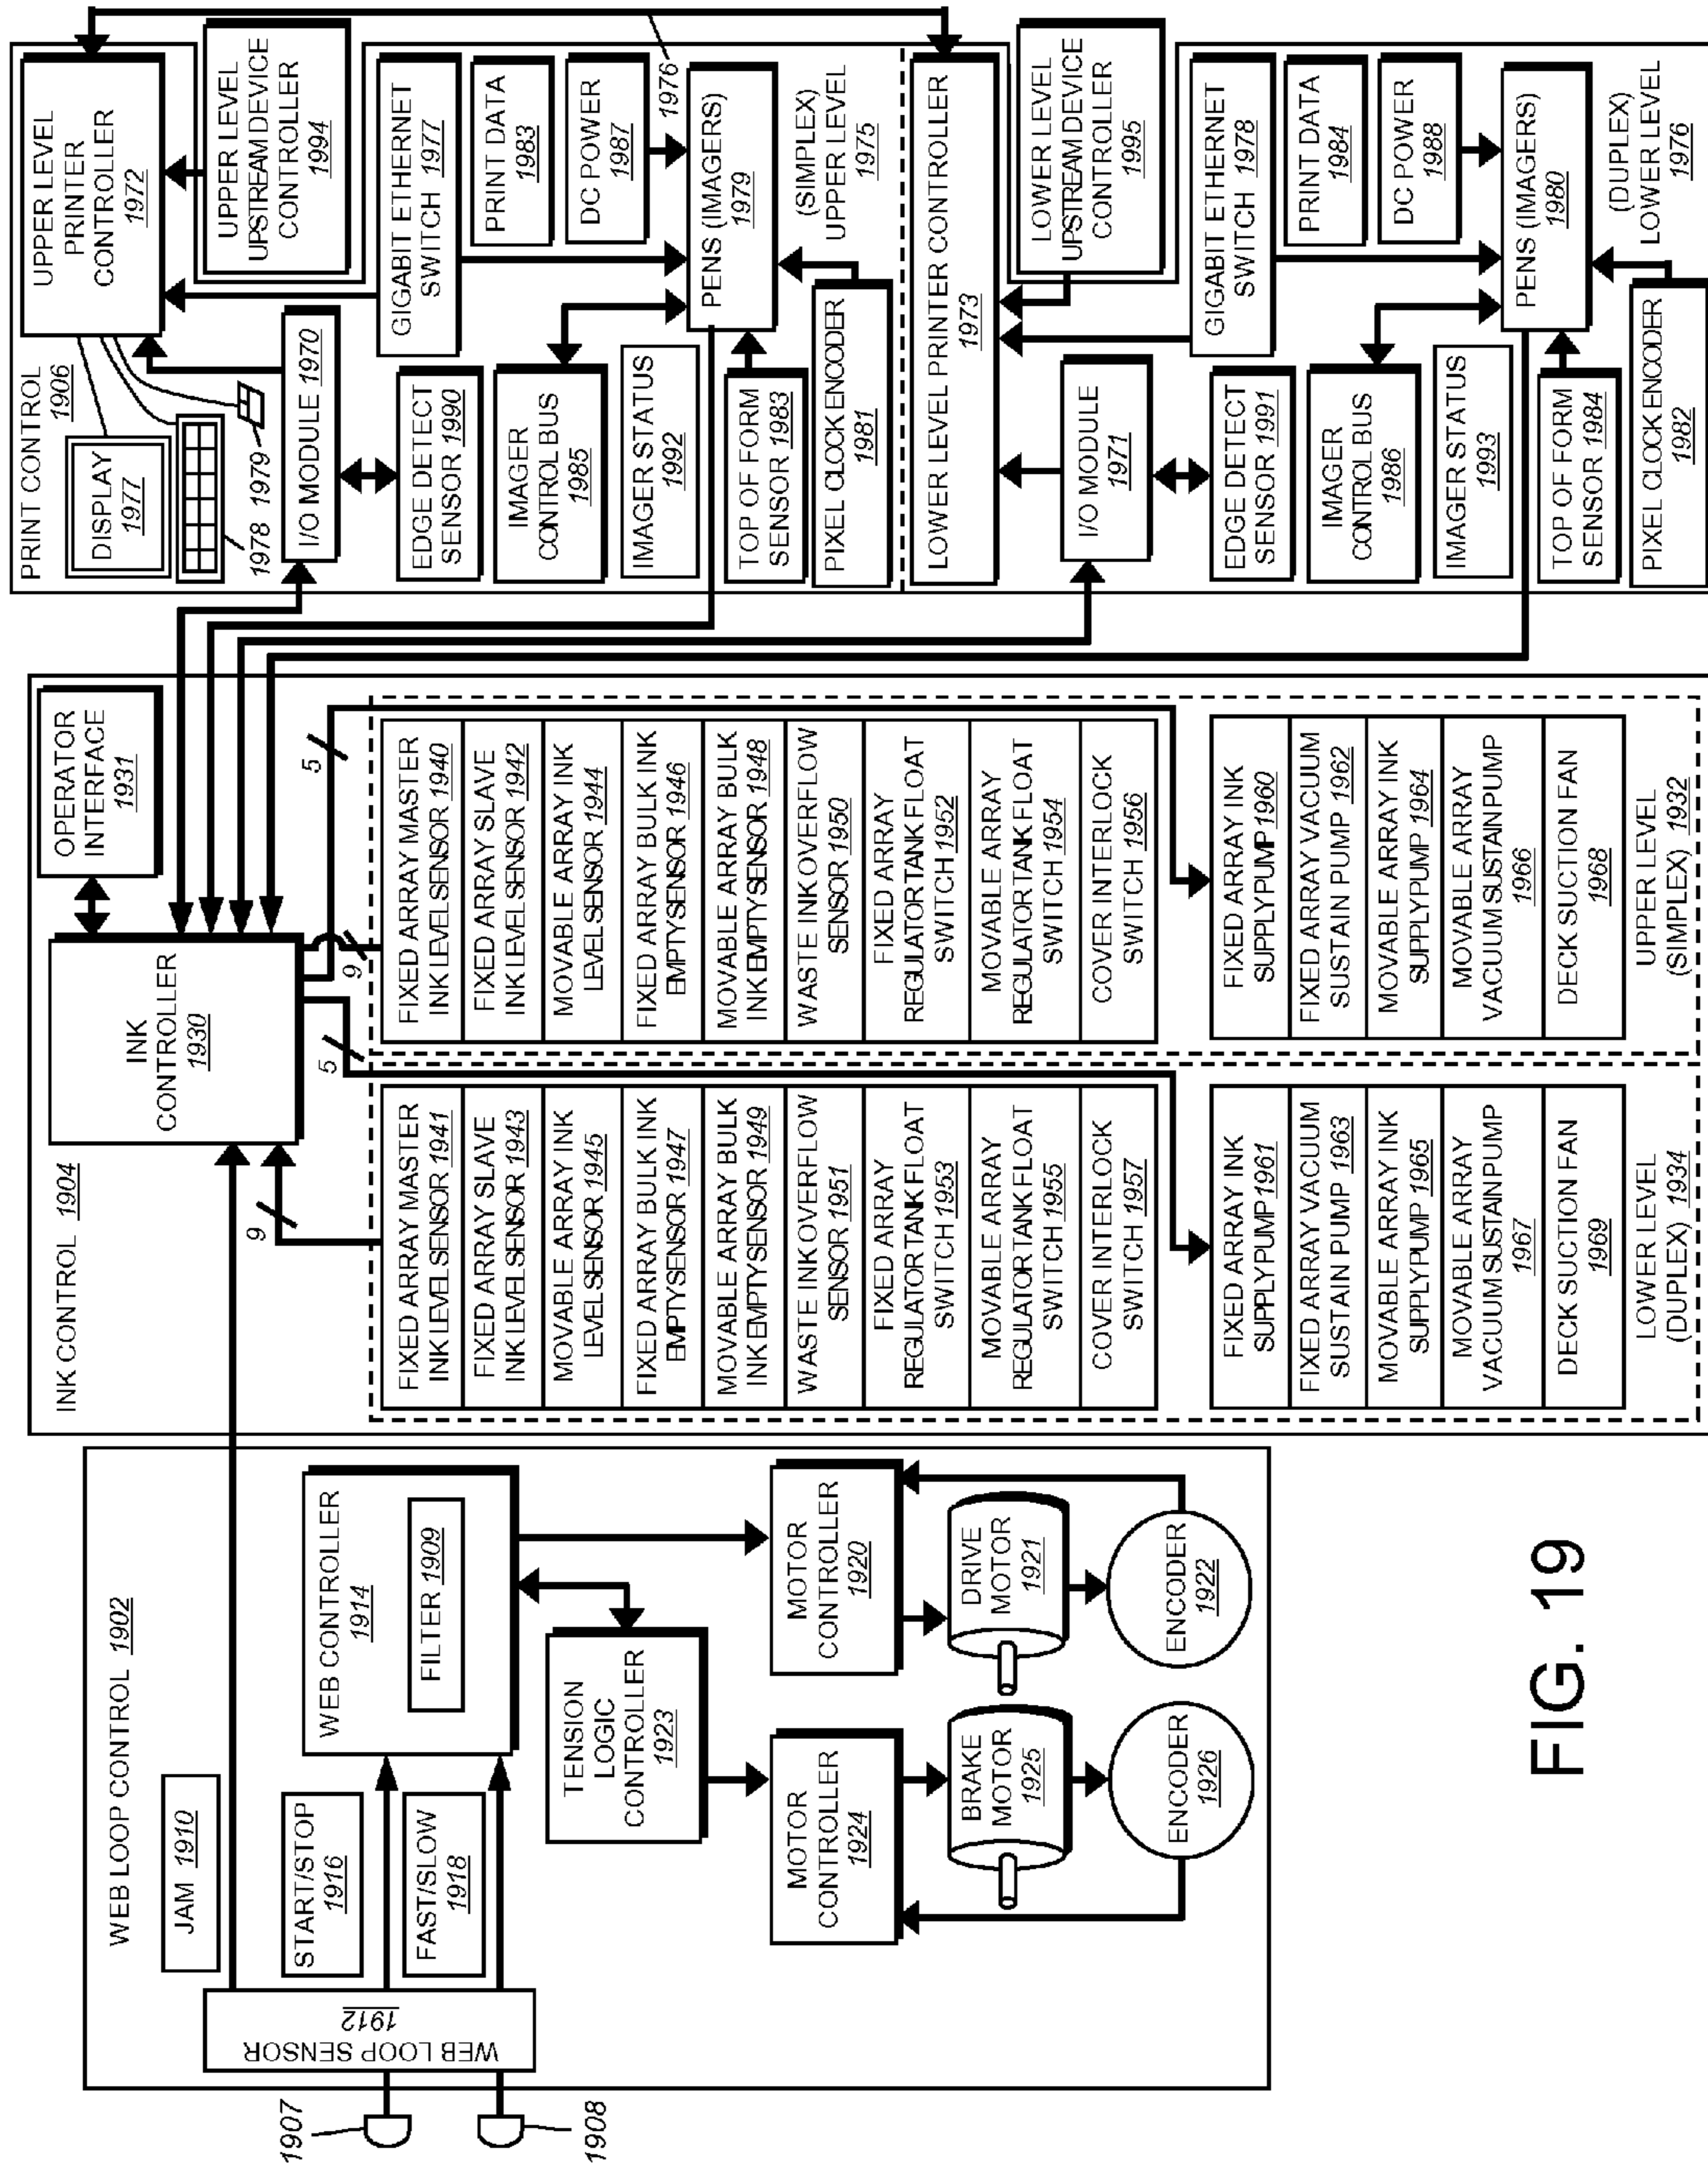 WEB LOOP CONTROL 1902
JAM 1910
START/STOP
1916
FAST/SLOW
1918
WEB LOOP SENSOR
1912
1907
1908
WEB CONTROLLER
1914
FILTER 1909
TENSION
LOGIC
CONTROLLER
1923
MOTOR
CONTROLLER
1920
MOTOR
CONTROLLER
1924
DRIVE
MOTOR
1921
BRAKE
MOTOR
1925
ENCODER
1922
ENCODER
1926
INK CONTROL 1904
INK
CONTROLLER
1930
OPERATOR
INTERFACE
1931
9
5
9
5
FIXED ARRAY MASTER
INK LEVEL SENSOR 1941
FIXED ARRAY SLAVE
INK LEVEL SENSOR 1943
MOVABLE ARRAY INK
LEVEL SENSOR 1945
FIXED ARRAY BULK INK
EMPTY SENSOR 1947
MOVABLE ARRAY BULK
INK EMPTY SENSOR 1949
WASTE INK OVERFLOW
SENSOR 1951
FIXED ARRAY
REGULATOR TANK FLOAT
SWITCH 1953
MOVABLE ARRAY
REGULATOR TANK FLOAT
SWITCH 1955
COVER INTERLOCK
SWITCH 1957
FIXED ARRAY INK
SUPPLY PUMP 1961
FIXED ARRAY VACUUM
SUSTAIN PUMP 1963
MOVABLE ARRAY INK
SUPPLY PUMP 1965
MOVABLE ARRAY
VACUUM SUSTAIN PUMP
1967
DECK SUCTION FAN
1969
LOWER LEVEL
(DUPLEX) 1934
FIXED ARRAY MASTER
INK LEVEL SENSOR 1940
FIXED ARRAY SLAVE
INK LEVEL SENSOR 1942
MOVABLE ARRAY INK
LEVEL SENSOR 1944
FIXED ARRAY BULK INK
EMPTY SENSOR 1946
MOVABLE ARRAY BULK
INK EMPTY SENSOR 1948
WASTE INK OVERFLOW
SENSOR 1950
FIXED ARRAY
REGULATOR TANK FLOAT
SWITCH 1952
MOVABLE ARRAY
REGULATOR TANK FLOAT
SWITCH 1954
COVER INTERLOCK
SWITCH 1956
FIXED ARRAY INK
SUPPLY PUMP 1960
FIXED ARRAY VACUUM
SUSTAIN PUMP 1962
MOVABLE ARRAY INK
SUPPLY PUMP 1964
MOVABLE ARRAY
VACUUM SUSTAIN PUMP
1966
DECK SUCTION FAN
1968
UPPER LEVEL
(SIMPLEX) 1932
PRINT CONTROL
1906
DISPLAY
1977
1978
1979
UPPER LEVEL
PRINTER
CONTROLLER
1972
UPPER LEVEL
UPSTREAM DEVICE
CONTROLLER
1994
I/O MODULE 1970
GIGABIT ETHERNET
SWITCH 1977
EDGE DETECT
SENSOR 1990
PRINT DATA
1983
IMAGER
CONTROL BUS
1985
DC POWER
1987
1976
IMAGER STATUS
1992
PENS (IMAGERS)
1979
TOP OF FORM
SENSOR 1983
PIXEL CLOCK ENCODER
1981
(SIMPLEX)
UPPER LEVEL
1975
LOWER LEVEL PRINTER CONTROLLER
1973
LOWER LEVEL
UPSTREAM DEVICE
CONTROLLER
1995
I/O MODULE
1971
GIGABIT ETHERNET
SWITCH 1978
EDGE DETECT
SENSOR 1991
PRINT DATA
1984
IMAGER
CONTROL BUS
1986
DC POWER
1988
IMAGER STATUS
1993
PENS (IMAGERS)
1980
TOP OF FORM
SENSOR 1984
PIXEL CLOCK ENCODER
1982
(DUPLEX)
LOWER LEVEL
1976
FIG. 19